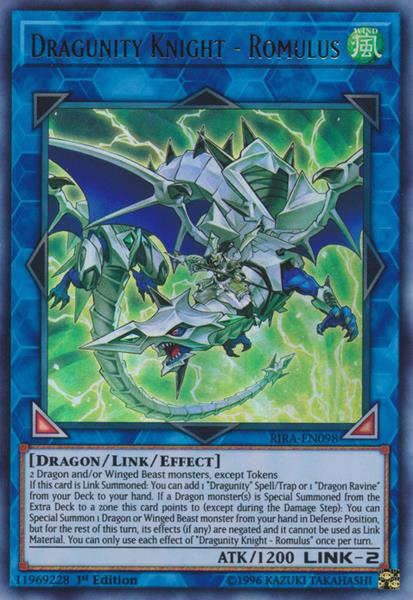 DRAGUNITY KNIGHT - ROMULUS
WIND
風
RIRA-EN098
[DRAGON/LINK/EFFECT]
2 Dragon and/or Winged Beast monsters, except Tokens
If this card is Link Summoned: You can add 1 "Dragunity" Spell/Trap or 1 "Dragon Ravine"
from your Deck to your hand. If a Dragon monster(s) is Special Summoned from the
Extra Deck to a zone this card points to (except during the Damage Step): You can
Special Summon 1 Dragon or Winged Beast monster from your hand in Defense Position,
but for the rest of this turn, its effects (if any) are negated and it cannot be used as Link
Material. You can only use each effect of "Dragunity Knight - Romulus" once per turn.
ATK/1200 LINK-2
11969228 1st Edition ©1996 KAZUKI TAKAHASHI